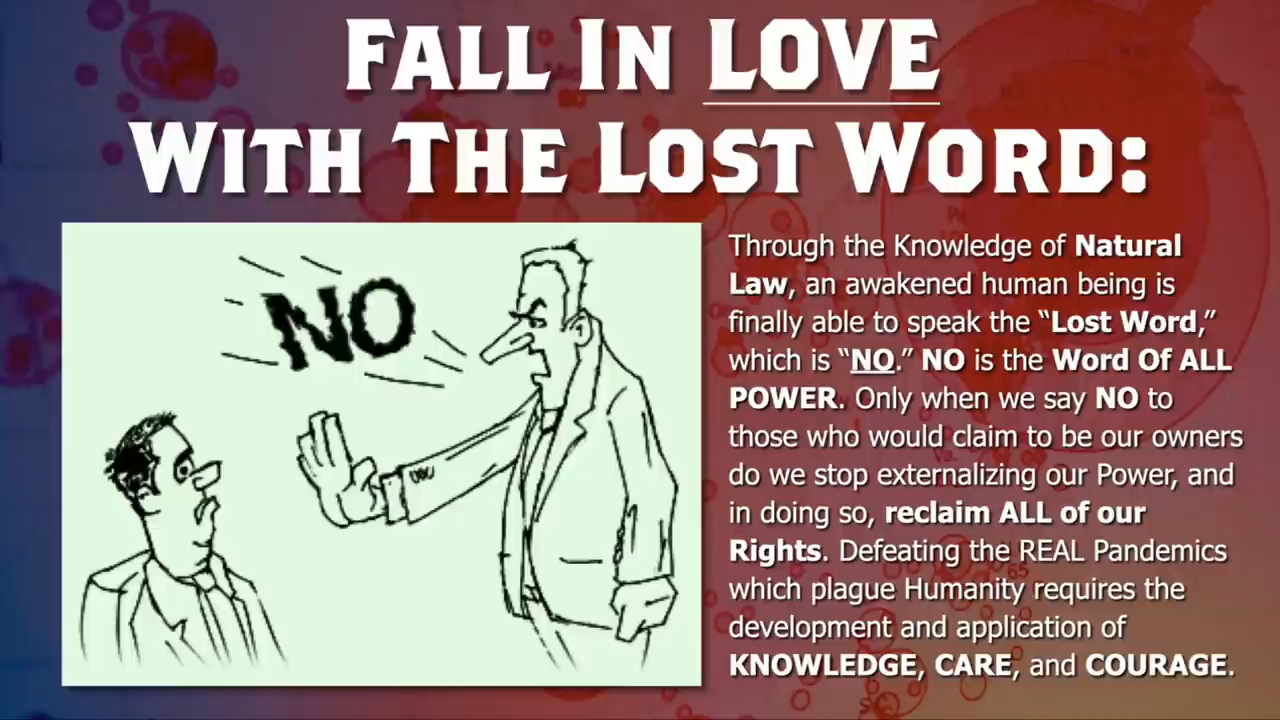 FALL IN LOVE
WITH THE LOST WORD:
NO
Through the Knowledge of Natural
Law, an awakened human being is
finally able to speak the “Lost Word,”
which is “NO.” NO is the Word Of ALL
POWER. Only when we say NO to
those who would claim to be our owners
do we stop externalizing our Power, and
in doing so, reclaim ALL of our
Rights. Defeating the REAL Pandemics
which plague Humanity requires the
development and application of
KNOWLEDGE, CARE, and COURAGE.